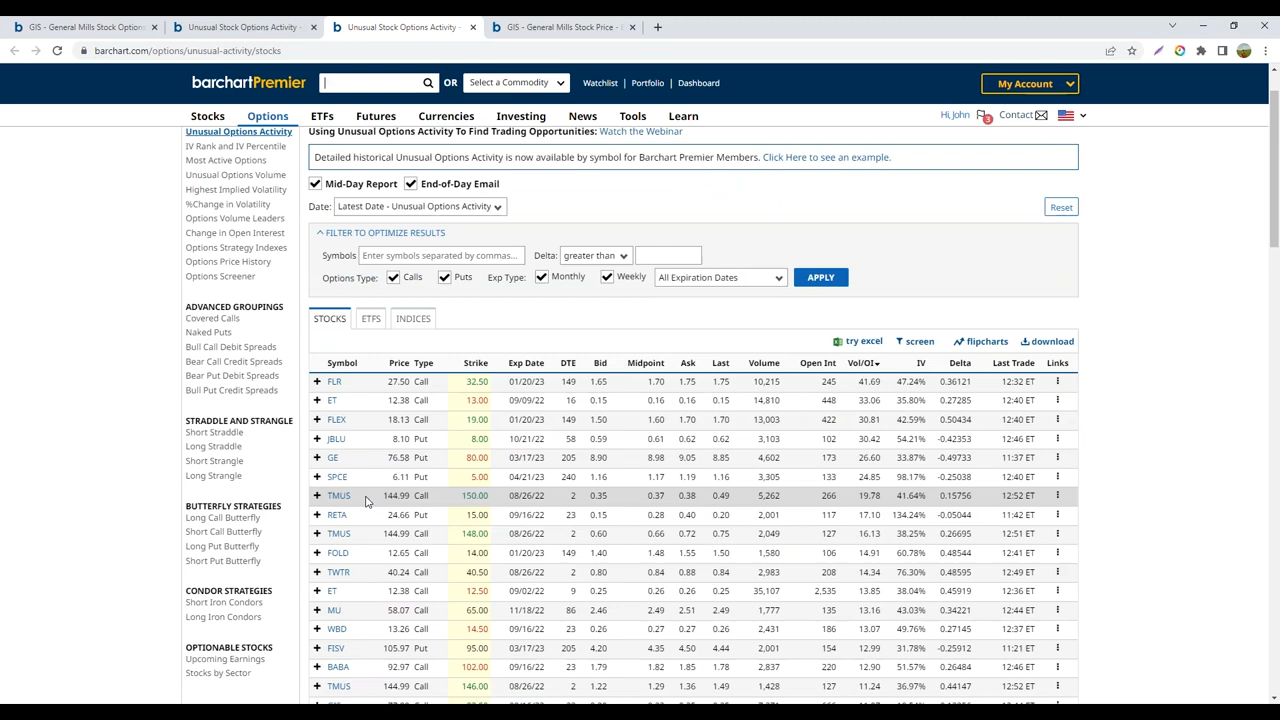 GIS - General Mills Stock Options
Unusual Stock Options Activity -
Unusual Stock Options Activity -
GIS - General Mills Stock Price -
barchart.com/options/unusual-activity/stocks
barchartPremier
OR
Select a Commodity
Watchlist | Portfolio | Dashboard
My Account
Stocks Options ETFs Futures Currencies Investing News Tools Learn
Hi, John 3 Contact
Unusual Options Activity
IV Rank and IV Percentile
Most Active Options
Unusual Options Volume
Highest Implied Volatility
%Change in Volatility
Options Volume Leaders
Change in Open Interest
Options Strategy Indexes
Options Price History
Options Screener
ADVANCED GROUPINGS
Covered Calls
Naked Puts
Bull Call Debit Spreads
Bear Call Credit Spreads
Bear Put Debit Spreads
Bull Put Credit Spreads
STRADDLE AND STRANGLE
Short Straddle
Long Straddle
Short Strangle
Long Strangle
BUTTERFLY STRATEGIES
Long Call Butterfly
Short Call Butterfly
Long Put Butterfly
Short Put Butterfly
CONDOR STRATEGIES
Short Iron Condors
Long Iron Condors
OPTIONABLE STOCKS
Upcoming Earnings
Stocks by Sector
Using Unusual Options Activity To Find Trading Opportunities: Watch the Webinar
Detailed historical Unusual Options Activity is now available by symbol for Barchart Premier Members. Click Here to see an example.
Mid-Day Report End-of-Day Email
Date: Latest Date - Unusual Options Activity Reset
FILTER TO OPTIMIZE RESULTS
Symbols Enter symbols separated by commas... Delta: greater than
Options Type: Calls Puts Exp Type: Monthly Weekly All Expiration Dates APPLY
STOCKS ETFS INDICES
try excel screen flipcharts download
Symbol Price Type Strike Exp Date DTE Bid Midpoint Ask Last Volume Open Int Vol/OI IV Delta Last Trade Links
FLR 27.50 Call 32.50 01/20/23 149 1.65 1.70 1.75 1.75 10,215 245 41.69 47.24% 0.36121 12:32 ET
ET 12.38 Call 13.00 09/09/22 16 0.15 0.16 0.16 0.15 14,810 448 33.06 35.80% 0.27285 12:40 ET
FLEX 18.13 Call 19.00 01/20/23 149 1.50 1.60 1.70 1.70 13,003 422 30.81 42.59% 0.50434 12:40 ET
JBLU 8.10 Put 8.00 10/21/22 58 0.59 0.61 0.62 0.62 3,103 102 30.42 54.21% -0.42353 12:46 ET
GE 76.58 Put 80.00 03/17/23 205 8.90 8.98 9.05 8.85 4,602 173 26.60 33.87% -0.49733 11:37 ET
SPCE 6.11 Put 5.00 04/21/23 240 1.16 1.17 1.19 1.16 3,305 133 24.85 98.17% -0.25038 12:40 ET
TMUS 144.99 Call 150.00 08/26/22 2 0.35 0.37 0.38 0.49 5,262 266 19.78 41.64% 0.15756 12:52 ET
RETA 24.66 Put 15.00 09/16/22 23 0.15 0.28 0.40 0.20 2,001 117 17.10 134.24% -0.05044 11:42 ET
TMUS 144.99 Call 148.00 08/26/22 2 0.60 0.66 0.72 0.75 2,049 127 16.13 38.25% 0.26695 12:51 ET
FOLD 12.65 Call 14.00 01/20/23 149 1.40 1.48 1.55 1.50 1,580 106 14.91 60.78% 0.48544 12:41 ET
TWTR 40.24 Call 40.50 08/26/22 2 0.80 0.84 0.88 0.84 2,983 208 14.34 76.30% 0.48595 12:49 ET
ET 12.38 Call 12.50 09/02/22 9 0.25 0.26 0.26 0.25 35,107 2,535 13.85 38.04% 0.45919 12:36 ET
MU 58.07 Call 65.00 11/18/22 86 2.46 2.49 2.51 2.49 1,777 135 13.16 43.03% 0.34221 12:44 ET
WBD 13.26 Call 14.50 09/16/22 23 0.26 0.27 0.27 0.26 2,431 186 13.07 49.76% 0.27145 12:37 ET
FISV 105.97 Put 95.00 03/17/23 205 4.20 4.35 4.50 4.44 2,001 154 12.99 31.78% -0.25912 11:21 ET
BABA 92.97 Call 102.00 09/16/22 23 1.79 1.82 1.85 1.78 2,837 220 12.90 51.57% 0.26484 12:46 ET
TMUS 144.99 Call 146.00 08/26/22 2 1.22 1.29 1.36 1.49 1,428 127 11.24 36.97% 0.44147 12:52 ET